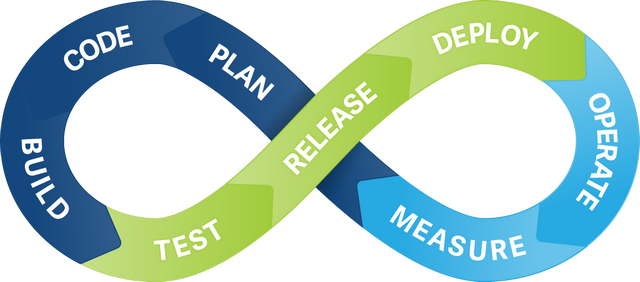 PLAN
CODE
BUILD
TEST
RELEASE
DEPLOY
OPERATE
MEASURE